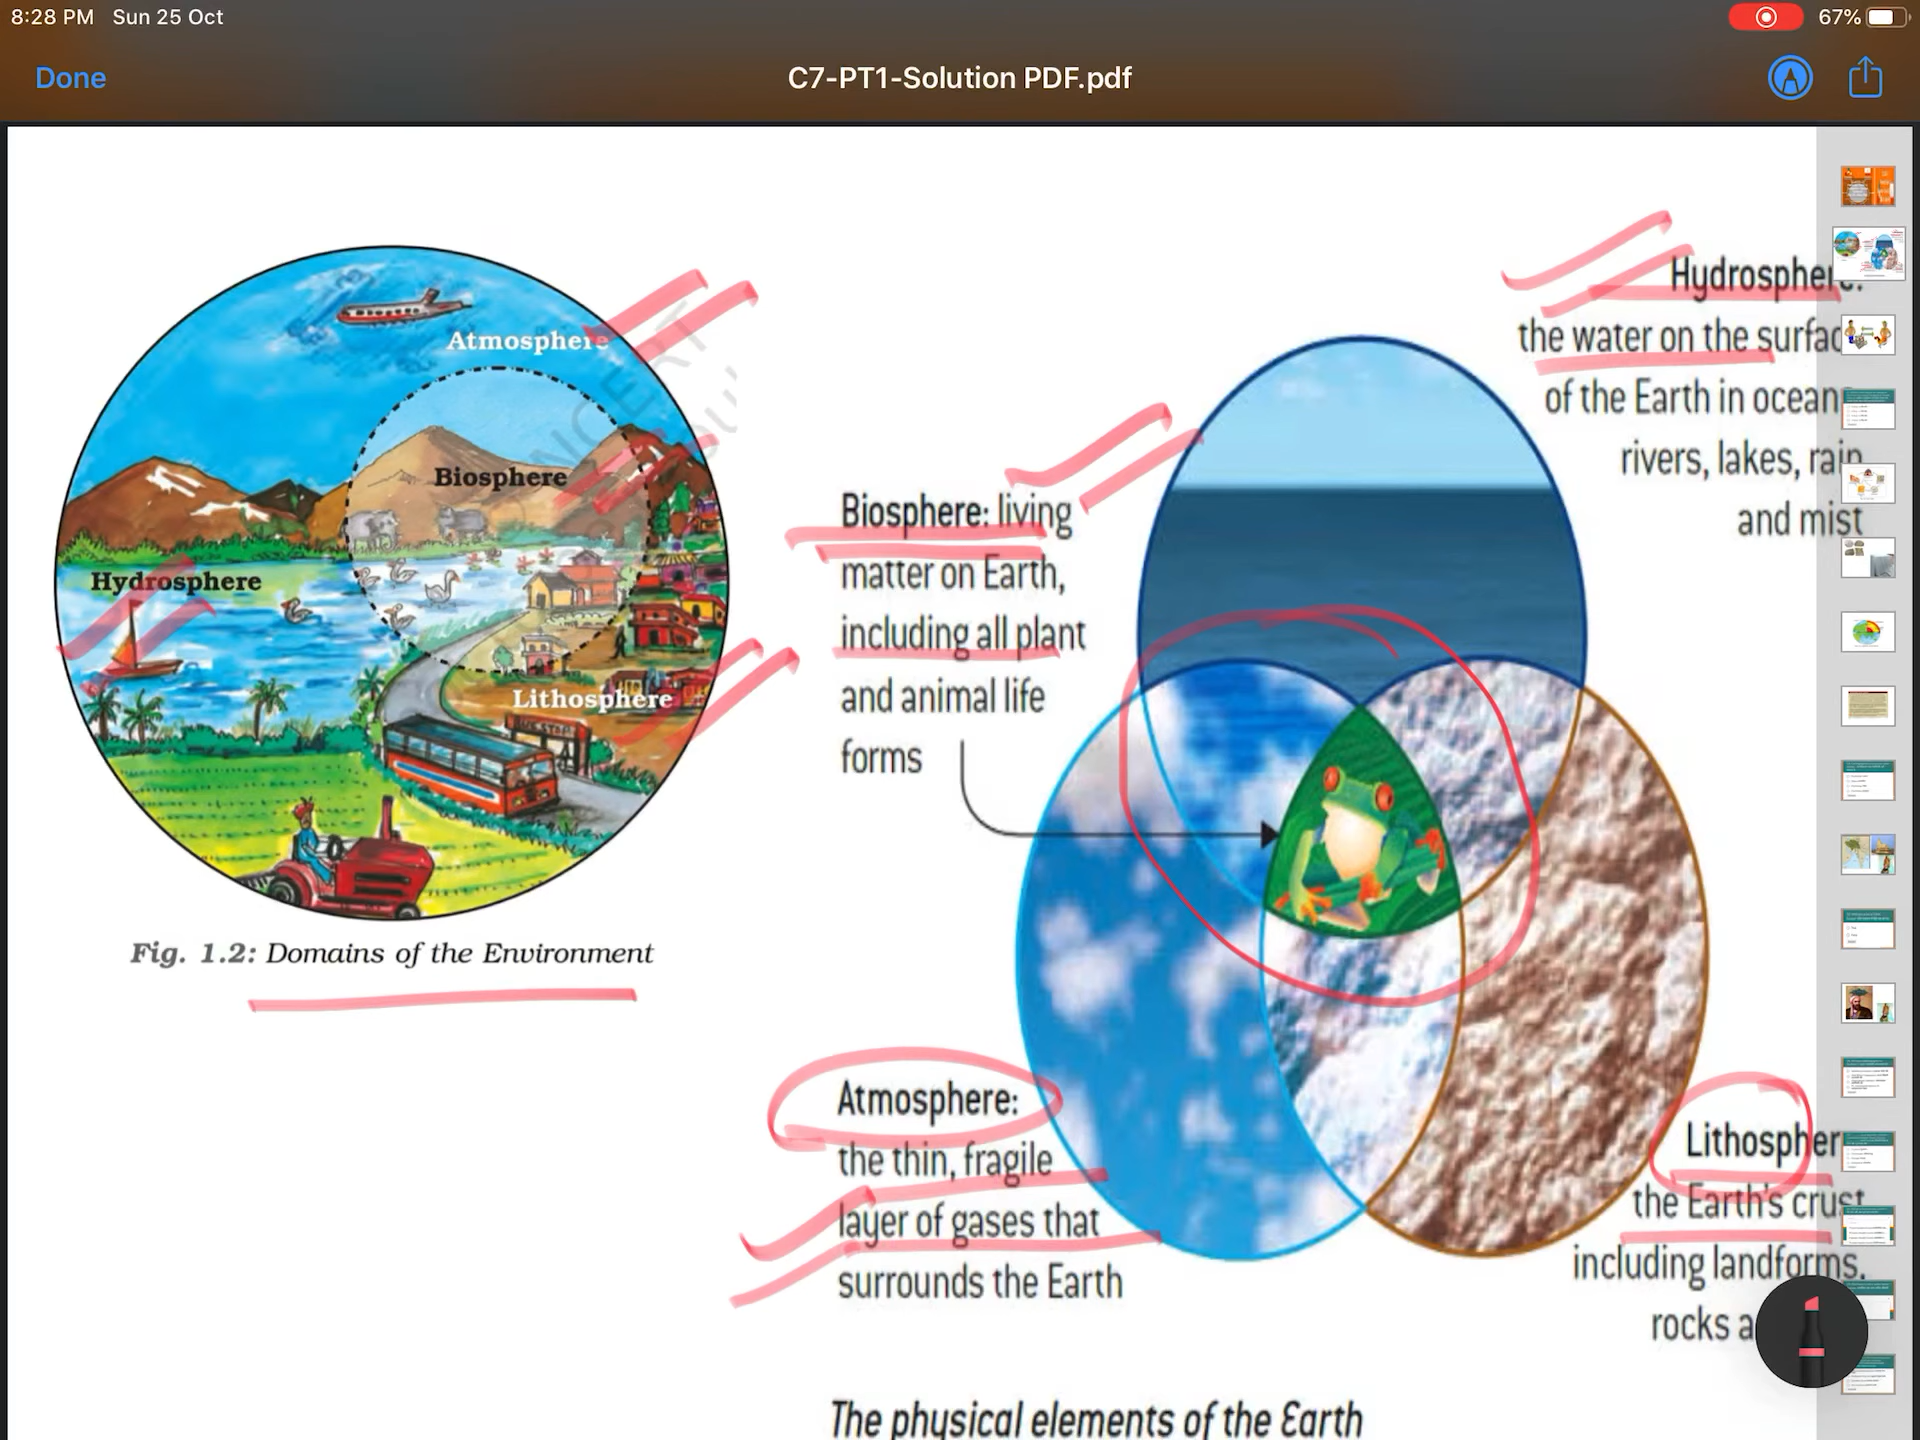 8:28 PM Sun 25 Oct
67%
Done
C7-PT1-Solution PDF.pdf
Atmosphere
Biosphere
Hydrosphere
Lithosphere
NCERT
Fig. 1.2: Domains of the Environment
Hydrosphere:
the water on the surfac
of the Earth in ocean
rivers, lakes, rain
and mist
Biosphere: living
matter on Earth,
including all plant
and animal life
forms
Atmosphere:
the thin, fragile
layer of gases that
surrounds the Earth
Lithospher
the Earth's crust
including landforms,
rocks a
The physical elements of the Earth